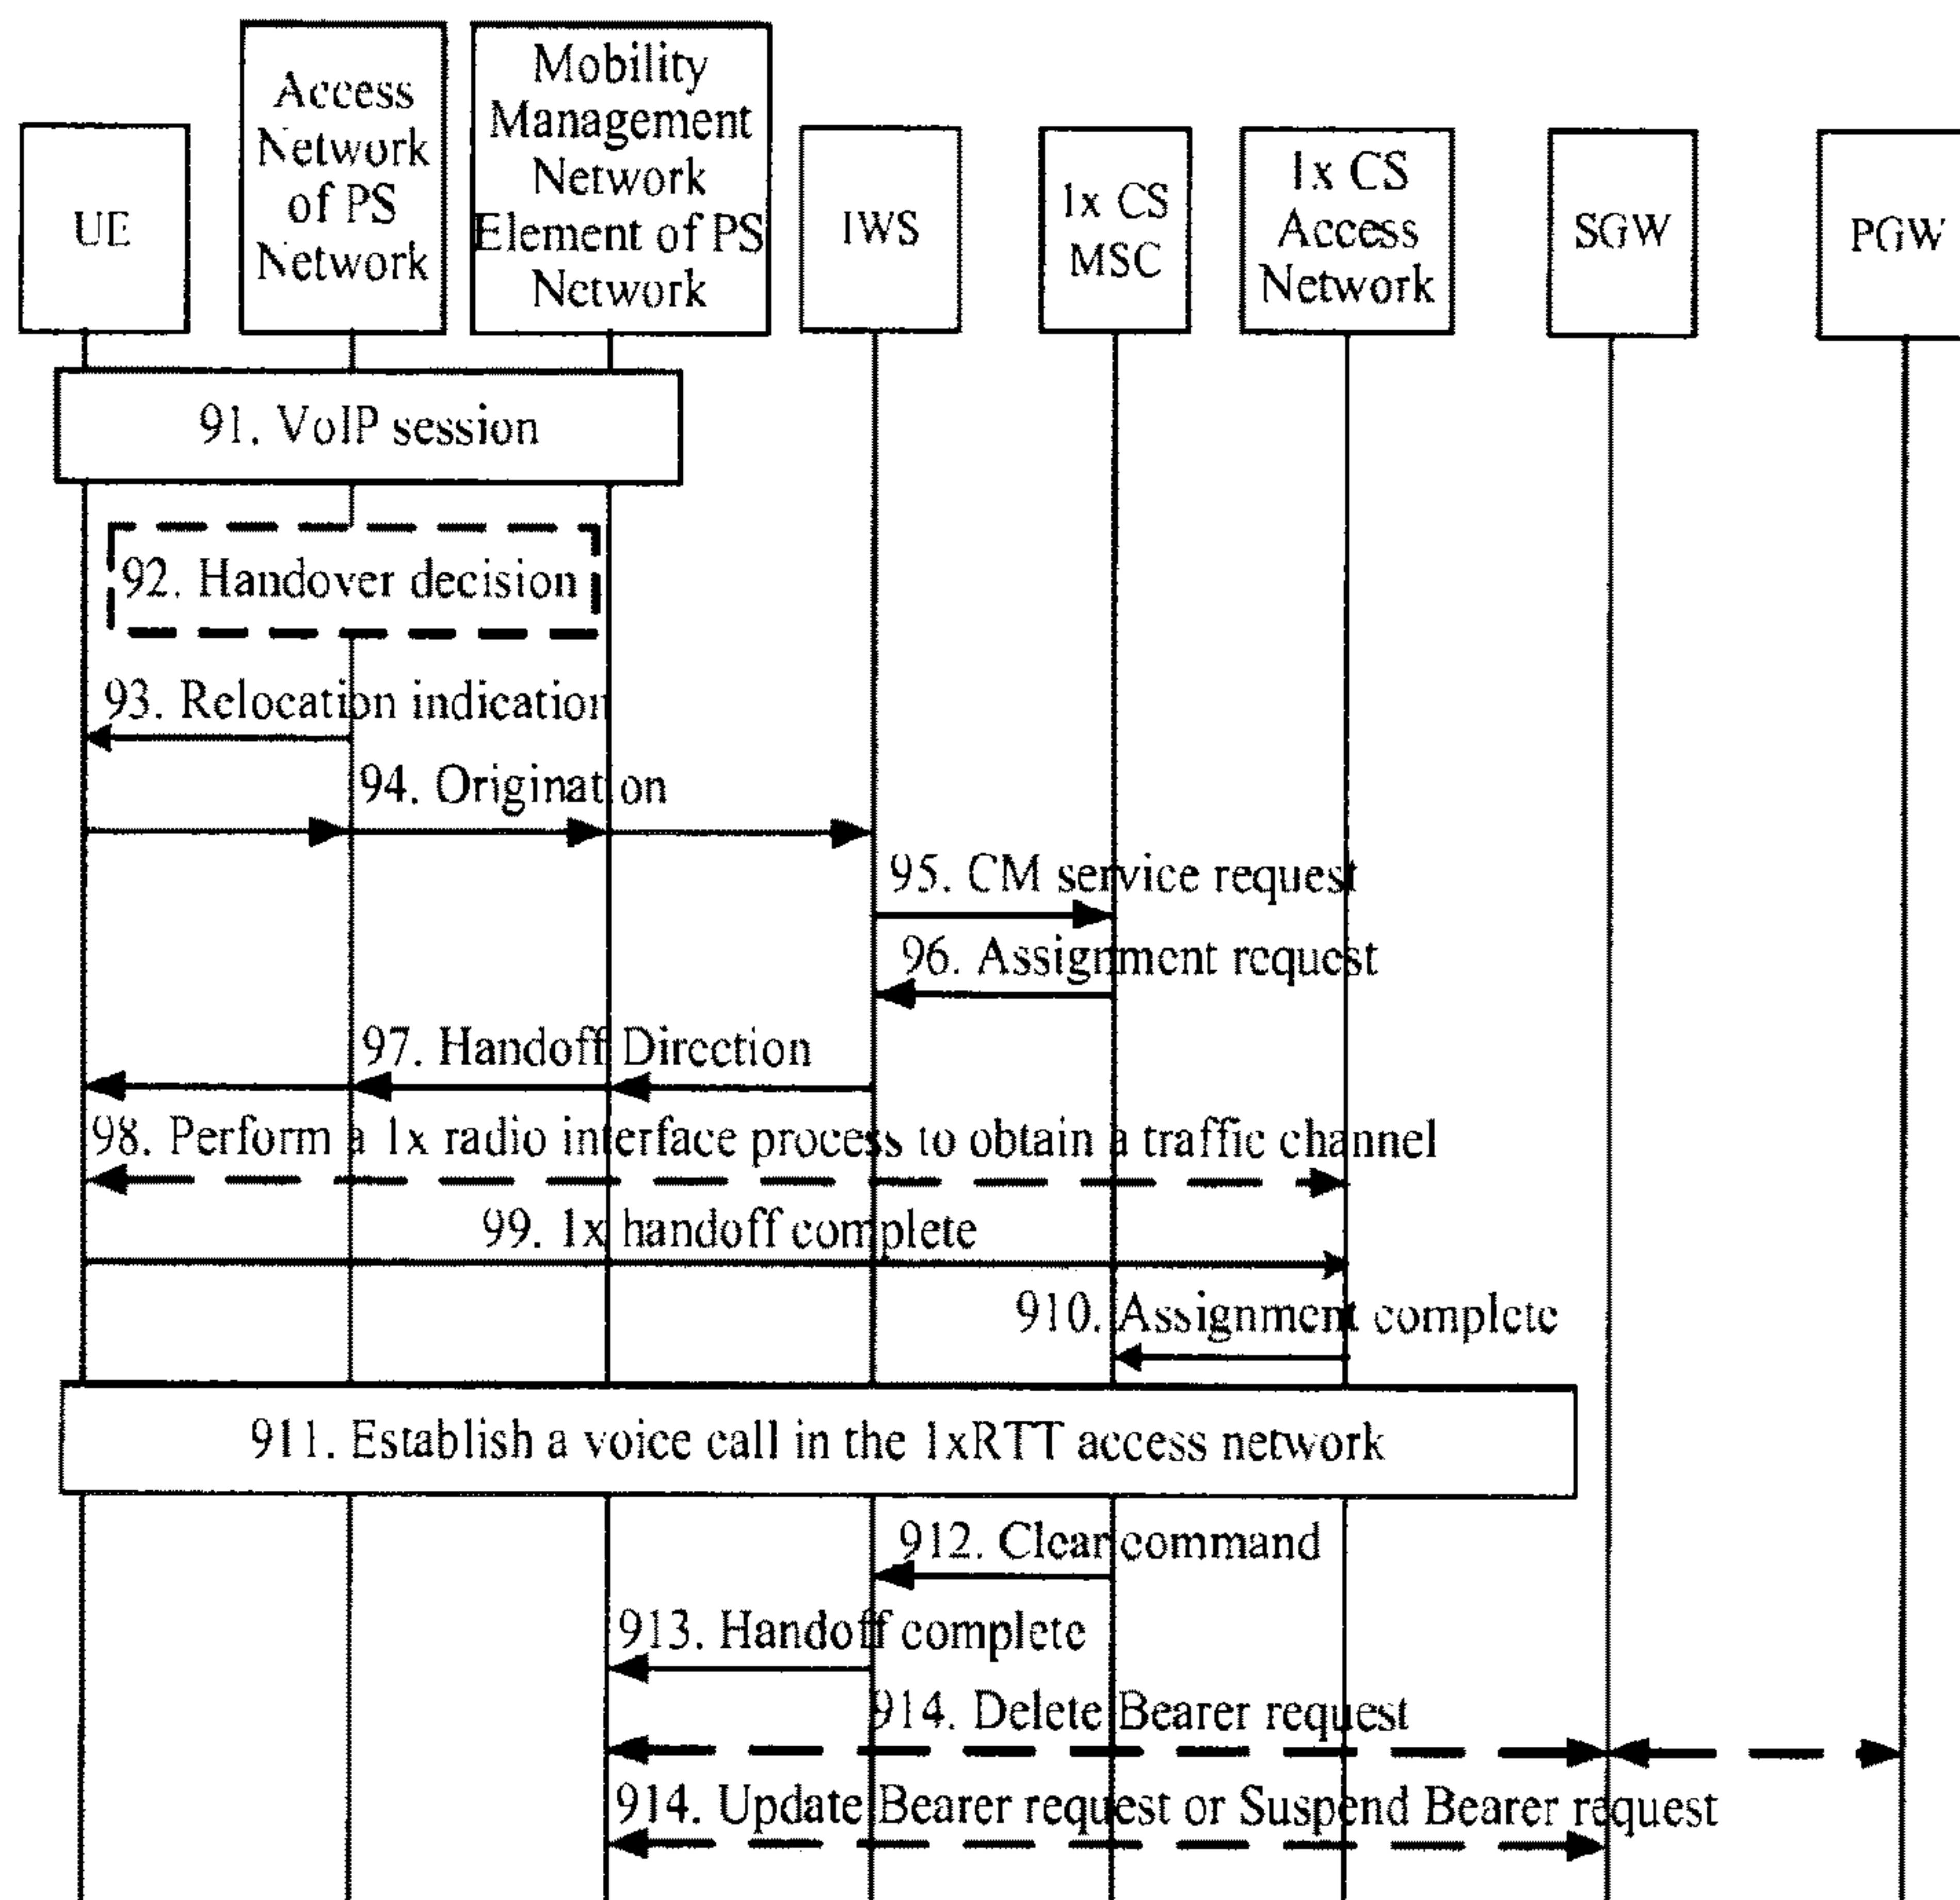 UE
Access
Network
of PS
Network
Mobility
Management
Network
Element of PS
Network
IWS
1x CS
MSC
1x CS
Access
Network
SGW
PGW
91. VoIP session
92. Handover decision
93. Relocation indication
94. Origination
95. CM service request
96. Assignment request
97. Handoff Direction
98. Perform a 1x radio interface process to obtain a traffic channel
99. 1x handoff complete
910. Assignment complete
911. Establish a voice call in the 1xRTT access network
912. Clear command
913. Handoff complete
914. Delete Bearer request
914. Update Bearer request or Suspend Bearer request